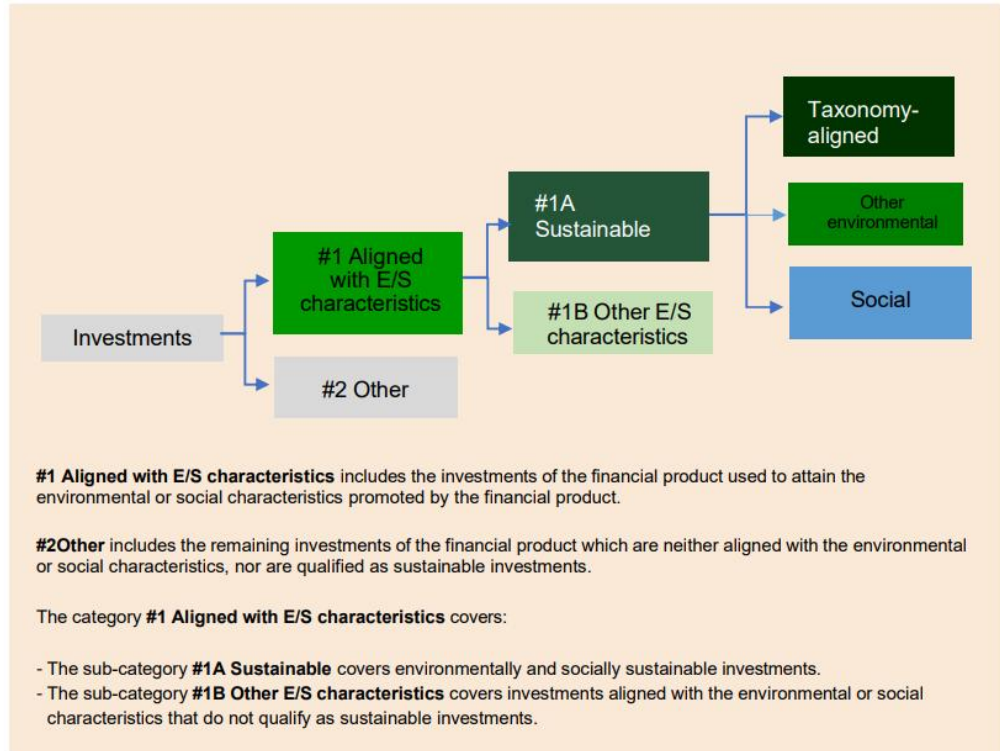 Taxonomy-
aligned
#1A
Sustainable
Other
environmental
#1 Aligned
with E/S
characteristics
Social
#1B Other E/S
characteristics
Investments
#2 Other
#1 Aligned with E/S characteristics includes the investments of the financial product used to attain the
environmental or social characteristics promoted by the financial product.
#2Other includes the remaining investments of the financial product which are neither aligned with the environmental
or social characteristics, nor are qualified as sustainable investments.
The category #1 Aligned with E/S characteristics covers:
- The sub-category #1A Sustainable covers environmentally and socially sustainable investments.
- The sub-category #1B Other E/S characteristics covers investments aligned with the environmental or social
characteristics that do not qualify as sustainable investments.